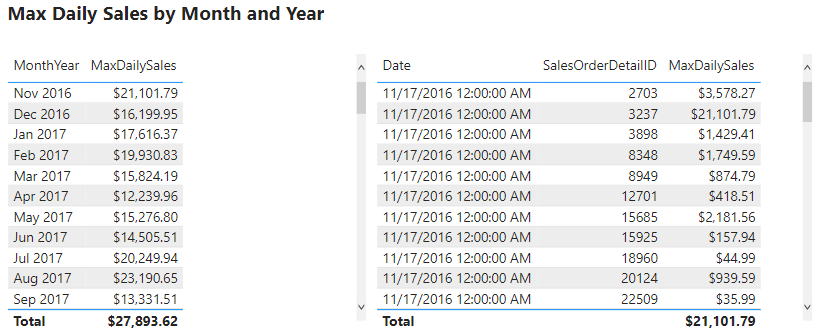 Max Daily Sales by Month and Year
MonthYear MaxDailySales
Nov 2016 $21,101.79
Dec 2016 $16,199.95
Jan 2017 $17,616.37
Feb 2017 $19,930.83
Mar 2017 $15,824.19
Apr 2017 $12,239.96
May 2017 $15,276.80
Jun 2017 $14,505.51
Jul 2017 $20,249.94
Aug 2017 $23,190.65
Sep 2017 $13,331.51
Total $27,893.62
Date SalesOrderDetailID MaxDailySales
11/17/2016 12:00:00 AM 2703 $3,578.27
11/17/2016 12:00:00 AM 3237 $21,101.79
11/17/2016 12:00:00 AM 3898 $1,429.41
11/17/2016 12:00:00 AM 8348 $1,749.59
11/17/2016 12:00:00 AM 8949 $874.79
11/17/2016 12:00:00 AM 12701 $418.51
11/17/2016 12:00:00 AM 15685 $2,181.56
11/17/2016 12:00:00 AM 15925 $157.94
11/17/2016 12:00:00 AM 18960 $44.99
11/17/2016 12:00:00 AM 20124 $939.59
11/17/2016 12:00:00 AM 22509 $35.99
Total $21,101.79